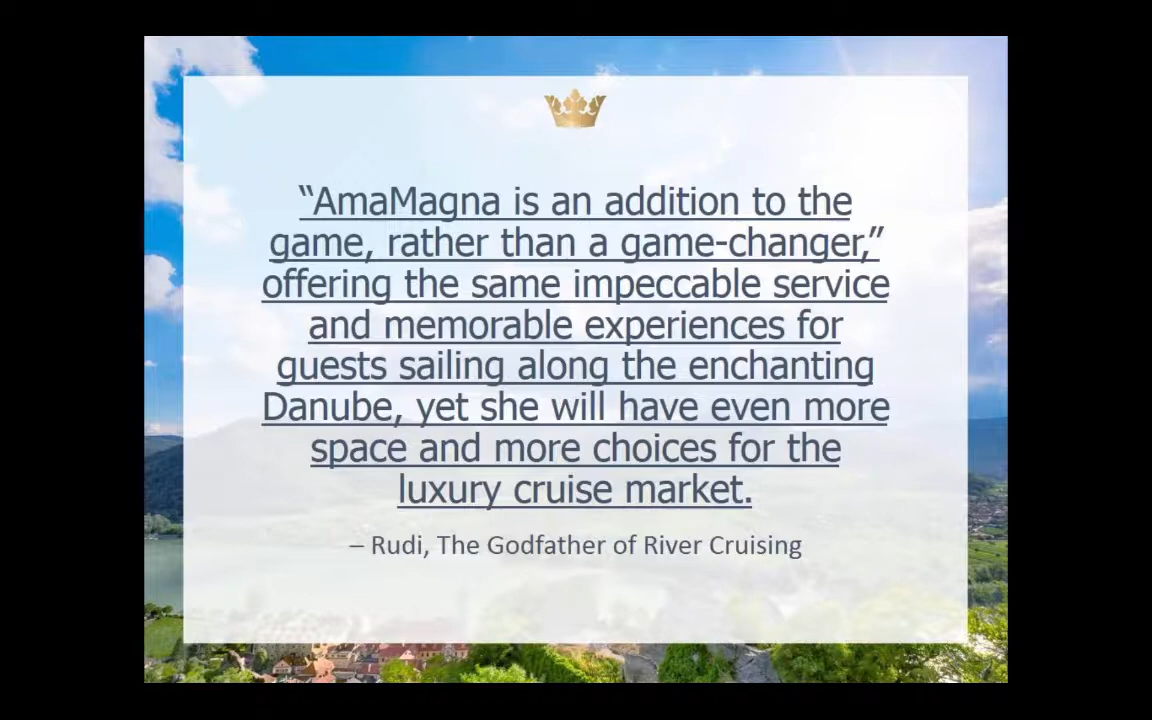 “AmaMagna is an addition to the
game, rather than a game-changer,”
offering the same impeccable service
and memorable experiences for
guests sailing along the enchanting
Danube, yet she will have even more
space and more choices for the
luxury cruise market.
– Rudi, The Godfather of River Cruising